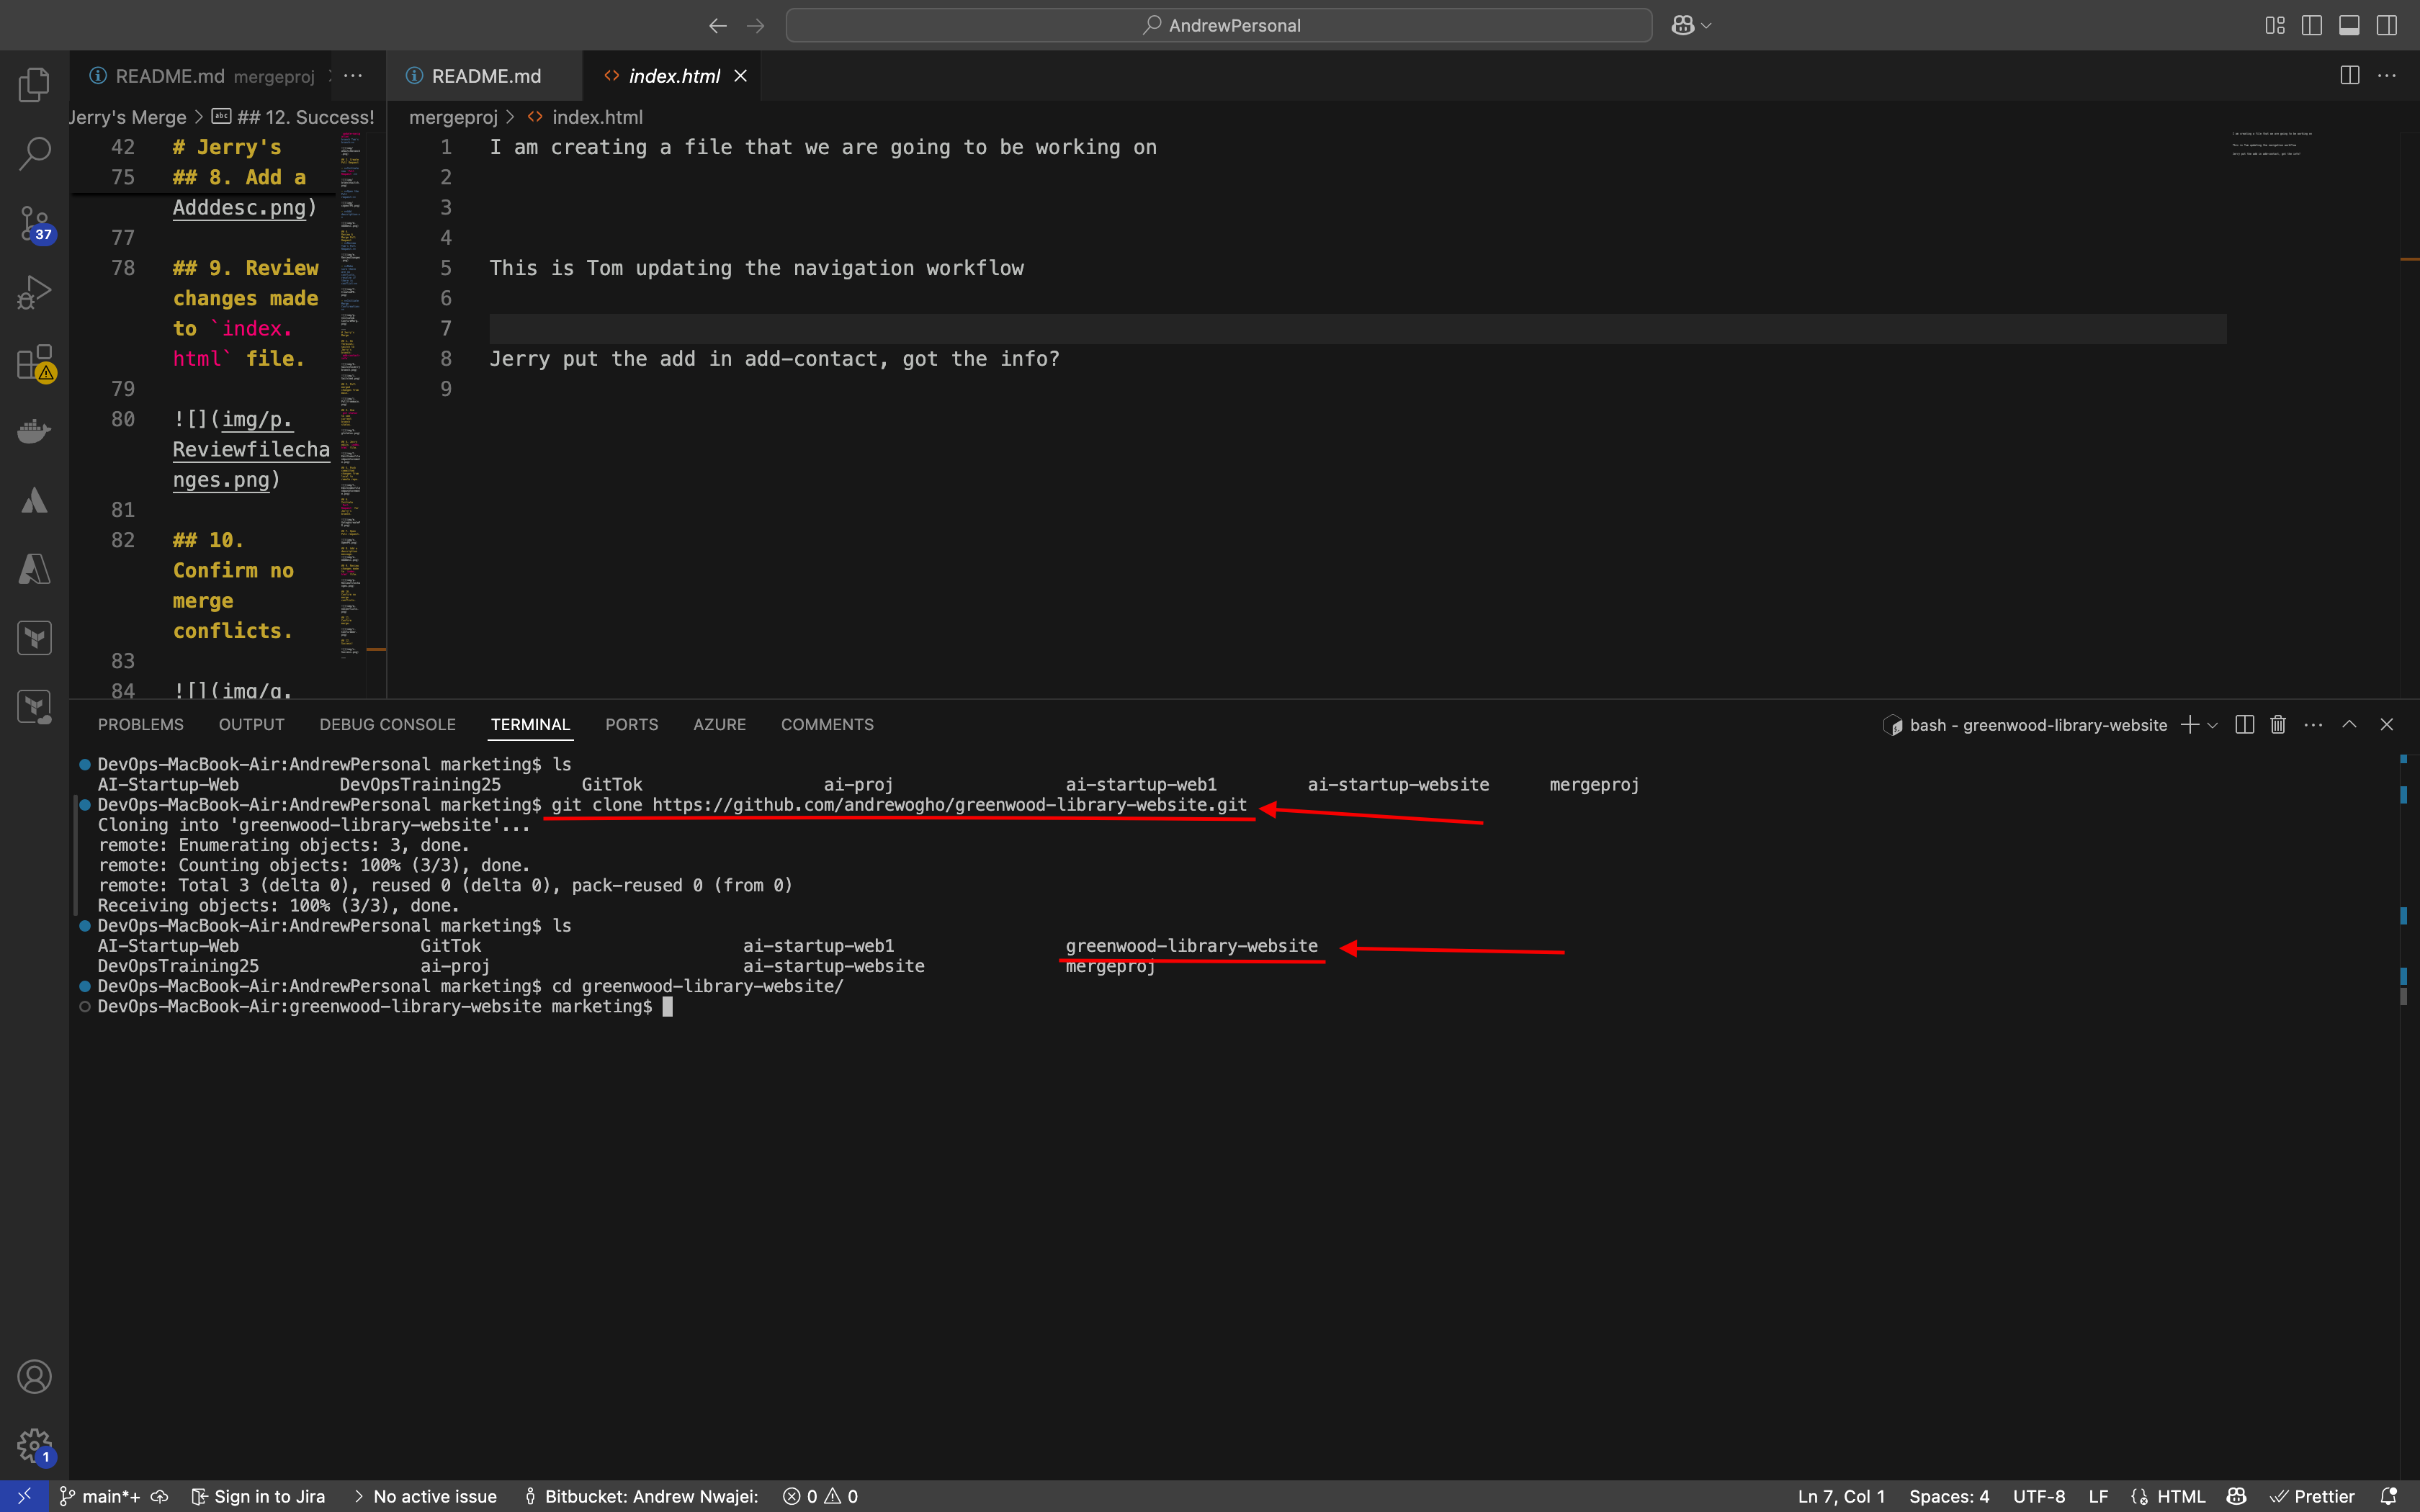 AndrewPersonal
README.md mergeproj
README.md
index.html
Jerry's Merge > ## 12. Success!
mergeproj > index.html
42 # Jerry's
75 ## 8. Add a
Adddesc.png)
77
78 ## 9. Review
changes made
to `index.
html` file.
79
80 ![](img/p.
Reviewfilecha
nges.png)
81
82 ## 10.
Confirm no
merge
conflicts.
83
84 ![](img/q.
1 I am creating a file that we are going to be working on
2
3
4
5 This is Tom updating the navigation workflow
6
7
8 Jerry put the add in add-contact, got the info?
9
37
PROBLEMS OUTPUT DEBUG CONSOLE TERMINAL PORTS AZURE COMMENTS
bash - greenwood-library-website
DevOps-MacBook-Air:AndrewPersonal marketing$ ls
AI-Startup-Web DevOpsTraining25 GitTok ai-proj ai-startup-web1 ai-startup-website mergeproj
DevOps-MacBook-Air:AndrewPersonal marketing$ git clone https://github.com/andrewogho/greenwood-library-website.git
Cloning into 'greenwood-library-website'...
remote: Enumerating objects: 3, done.
remote: Counting objects: 100% (3/3), done.
remote: Total 3 (delta 0), reused 0 (delta 0), pack-reused 0 (from 0)
Receiving objects: 100% (3/3), done.
DevOps-MacBook-Air:AndrewPersonal marketing$ ls
AI-Startup-Web GitTok ai-startup-web1 greenwood-library-website
DevOpsTraining25 ai-proj ai-startup-website mergeproj
DevOps-MacBook-Air:AndrewPersonal marketing$ cd greenwood-library-website/
DevOps-MacBook-Air:greenwood-library-website marketing$
1
main*+ Sign in to Jira > No active issue Bitbucket: Andrew Nwajei: 0 0
Ln 7, Col 1 Spaces: 4 UTF-8 LF HTML Prettier